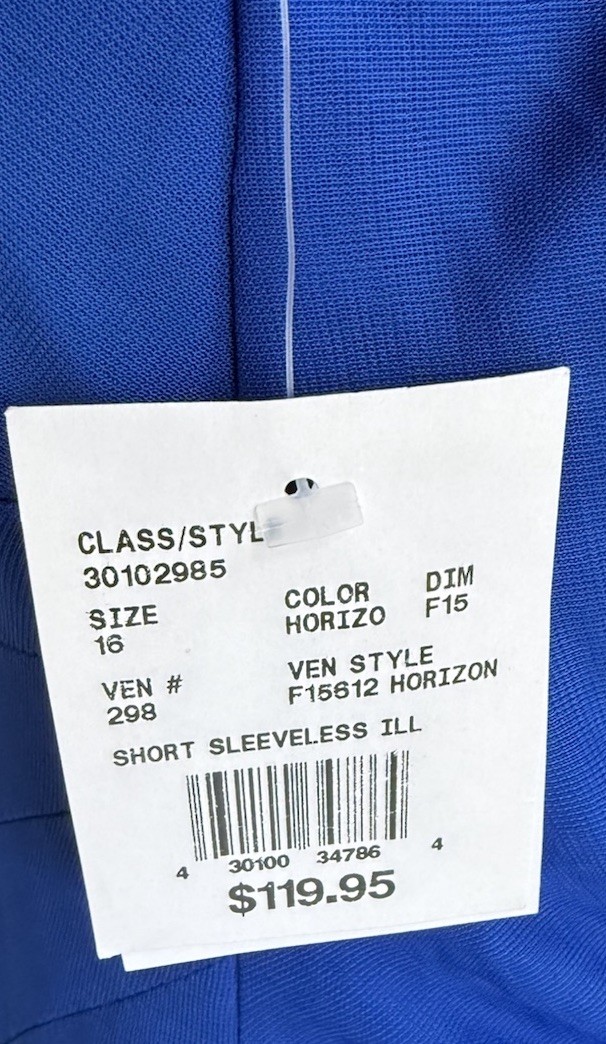 CLASS/STYL
30102985
SIZE COLOR DIM
16 HORIZO F15
VEN # VEN STYLE
298 F15612 HORIZON
SHORT SLEEVELESS ILL
4 30100 34786 4
$119.95